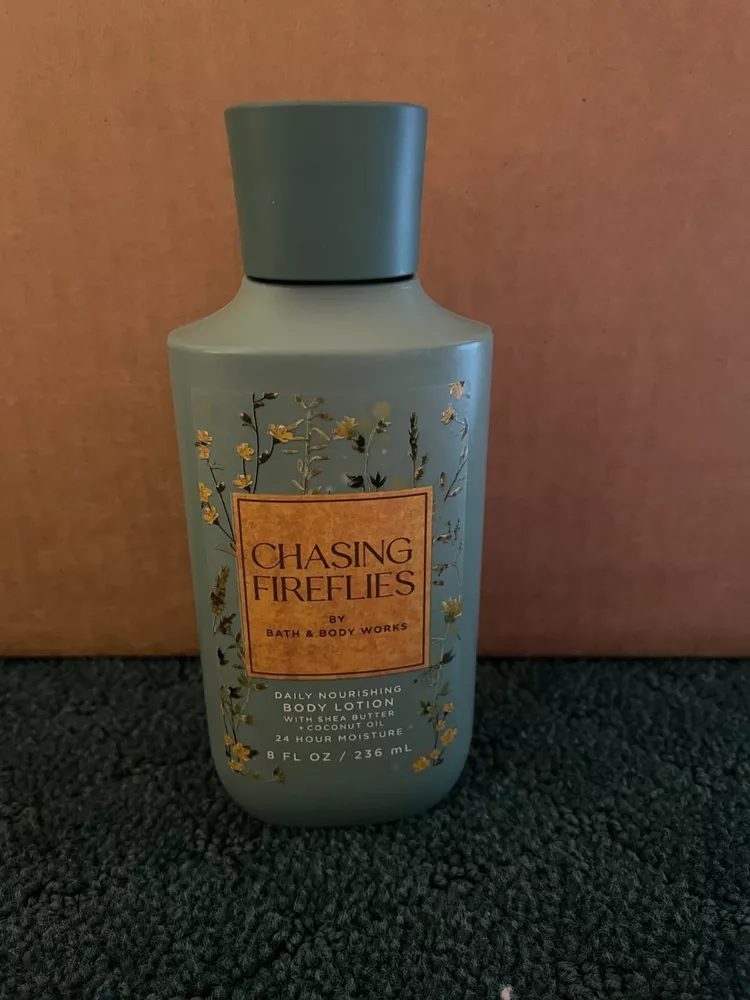 CHASING
FIREFLIES
BY
BATH & BODY WORKS
DAILY NOURISHING
BODY LOTION
WITH SHEA BUTTER
+ COCONUT OIL
24 HOUR MOISTURE
8 FL OZ / 236 mL